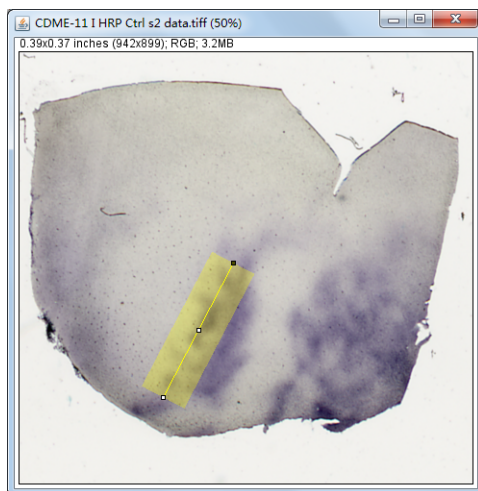 CDME-11 I HRP Ctrl s2 data.tiff (50%)
0.39x0.37 inches (942x899); RGB; 3.2MB